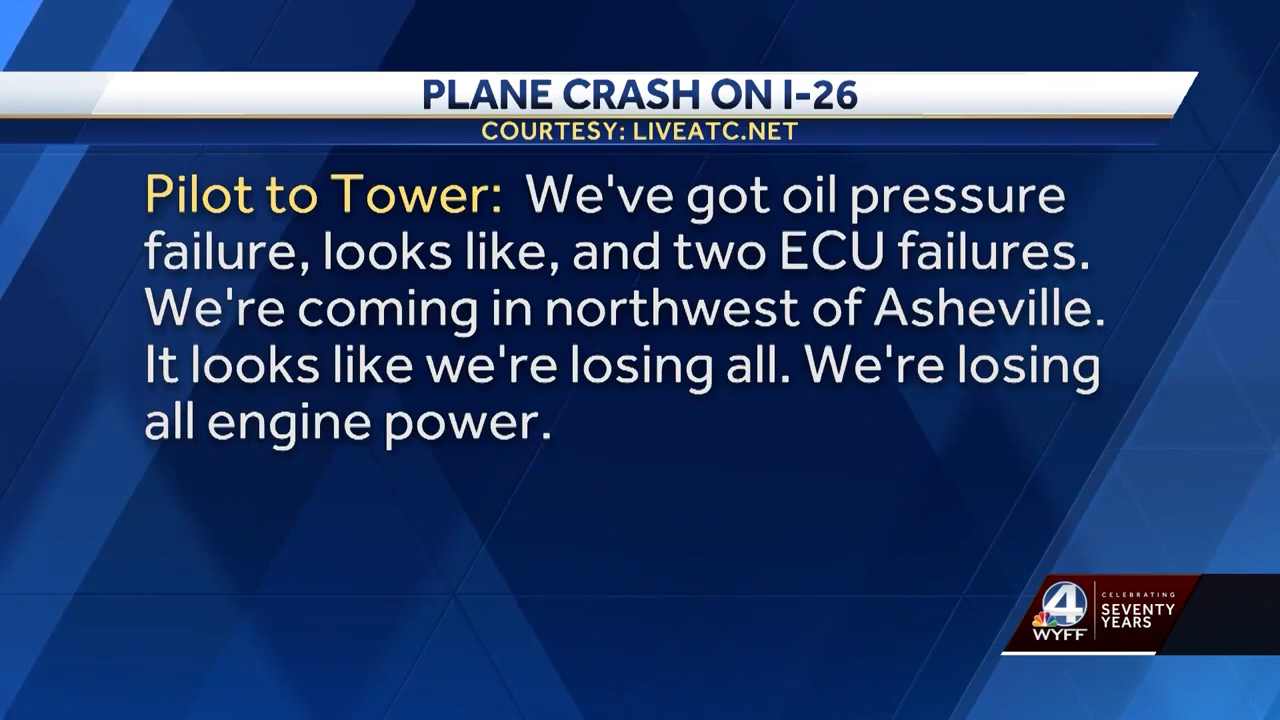 PLANE CRASH ON I-26
COURTESY: LIVEATC.NET
Pilot to Tower: We've got oil pressure
failure, looks like, and two ECU failures.
We're coming in northwest of Asheville.
It looks like we're losing all. We're losing
all engine power.
4
WYFF
CELEBRATING
SEVENTY
YEARS